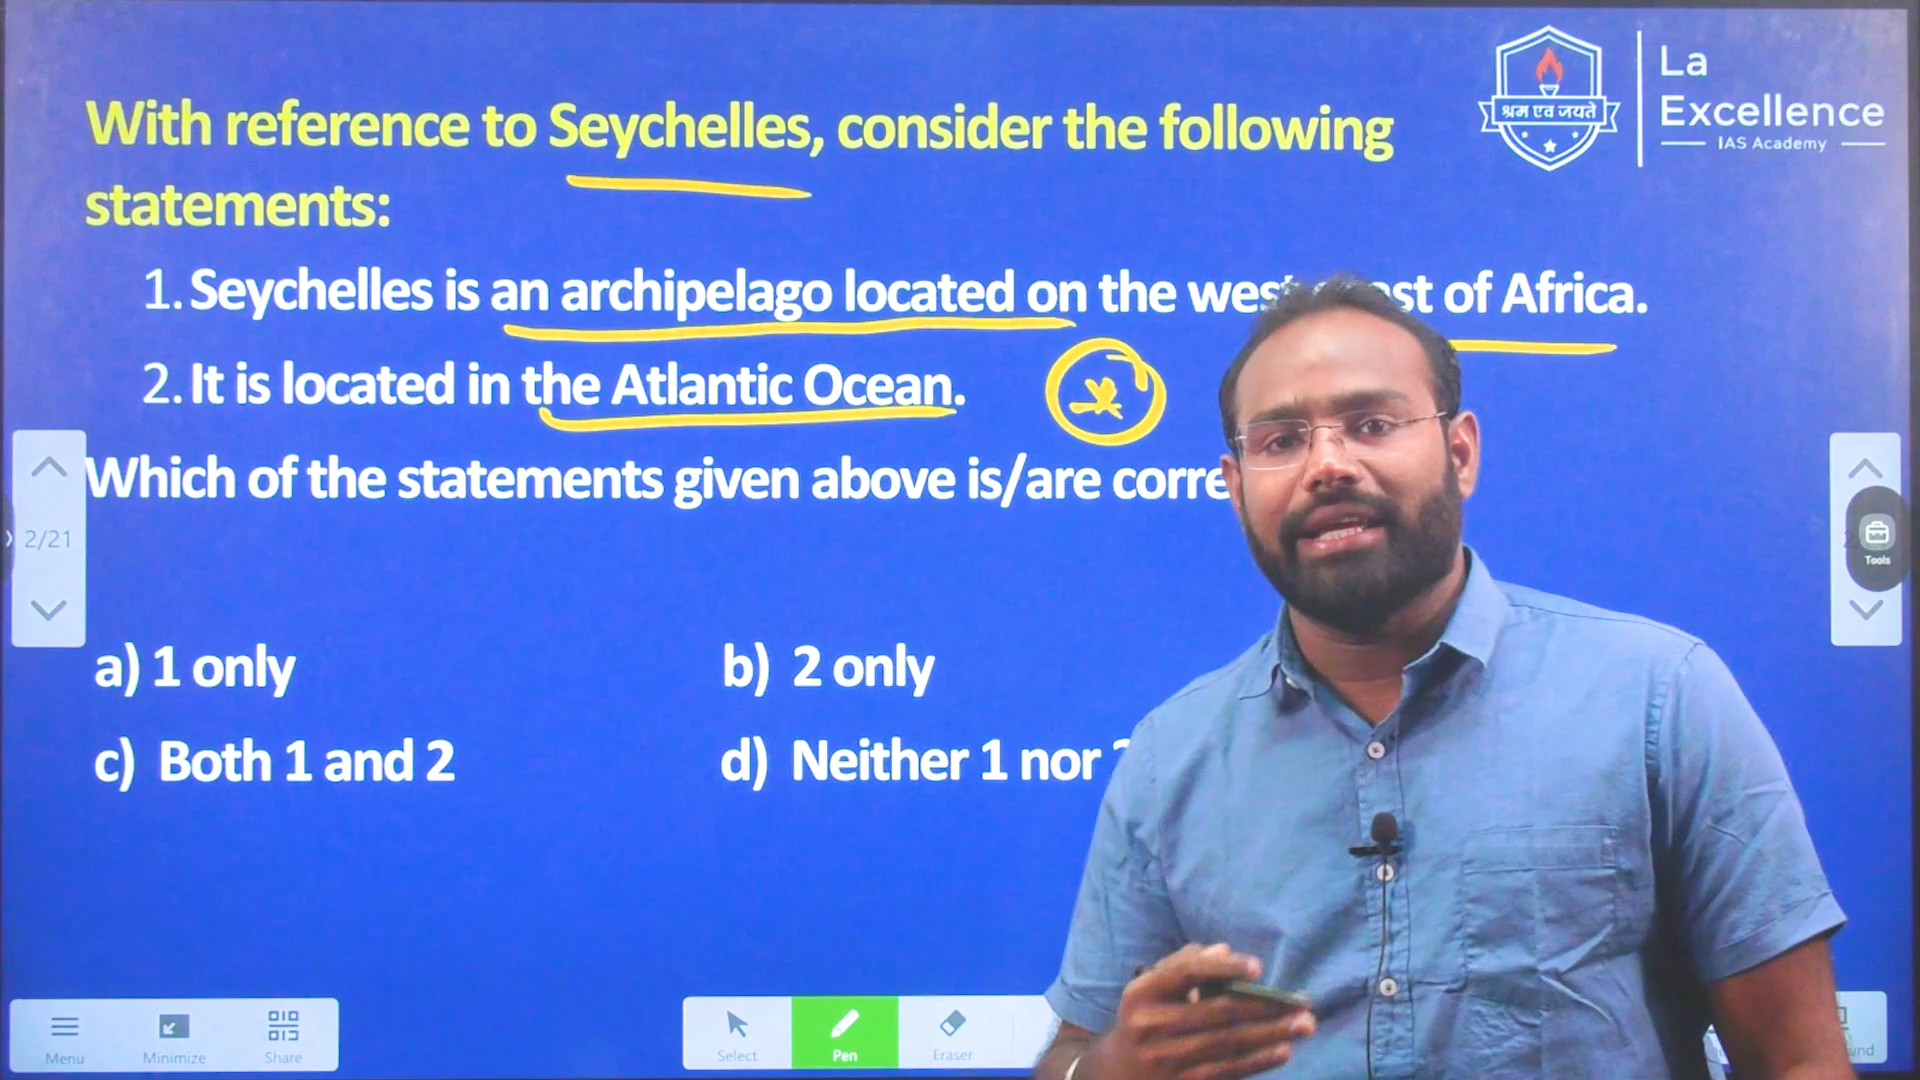 With reference to Seychelles, consider the following
statements:
1. Seychelles is an archipelago located on the west of Africa.
2. It is located in the Atlantic Ocean.
Which of the statements given above is/are
a) 1 only
b) 2 only
c) Both 1 and 2
d) Neither 1 nor
श्रम एव जयते
La
Excellence
IAS Academy
2/21
Tools
Menu
Minimize
Share
Select
Pen
Eraser